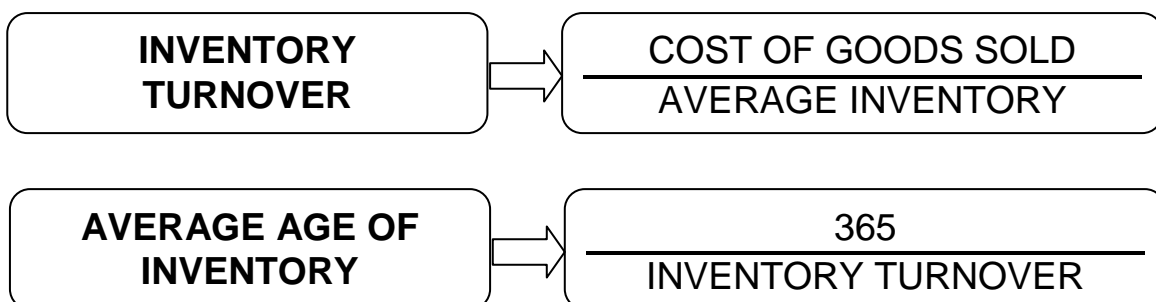 INVENTORY
TURNOVER
COST OF GOODS SOLD
AVERAGE INVENTORY
AVERAGE AGE OF
INVENTORY
365
INVENTORY TURNOVER